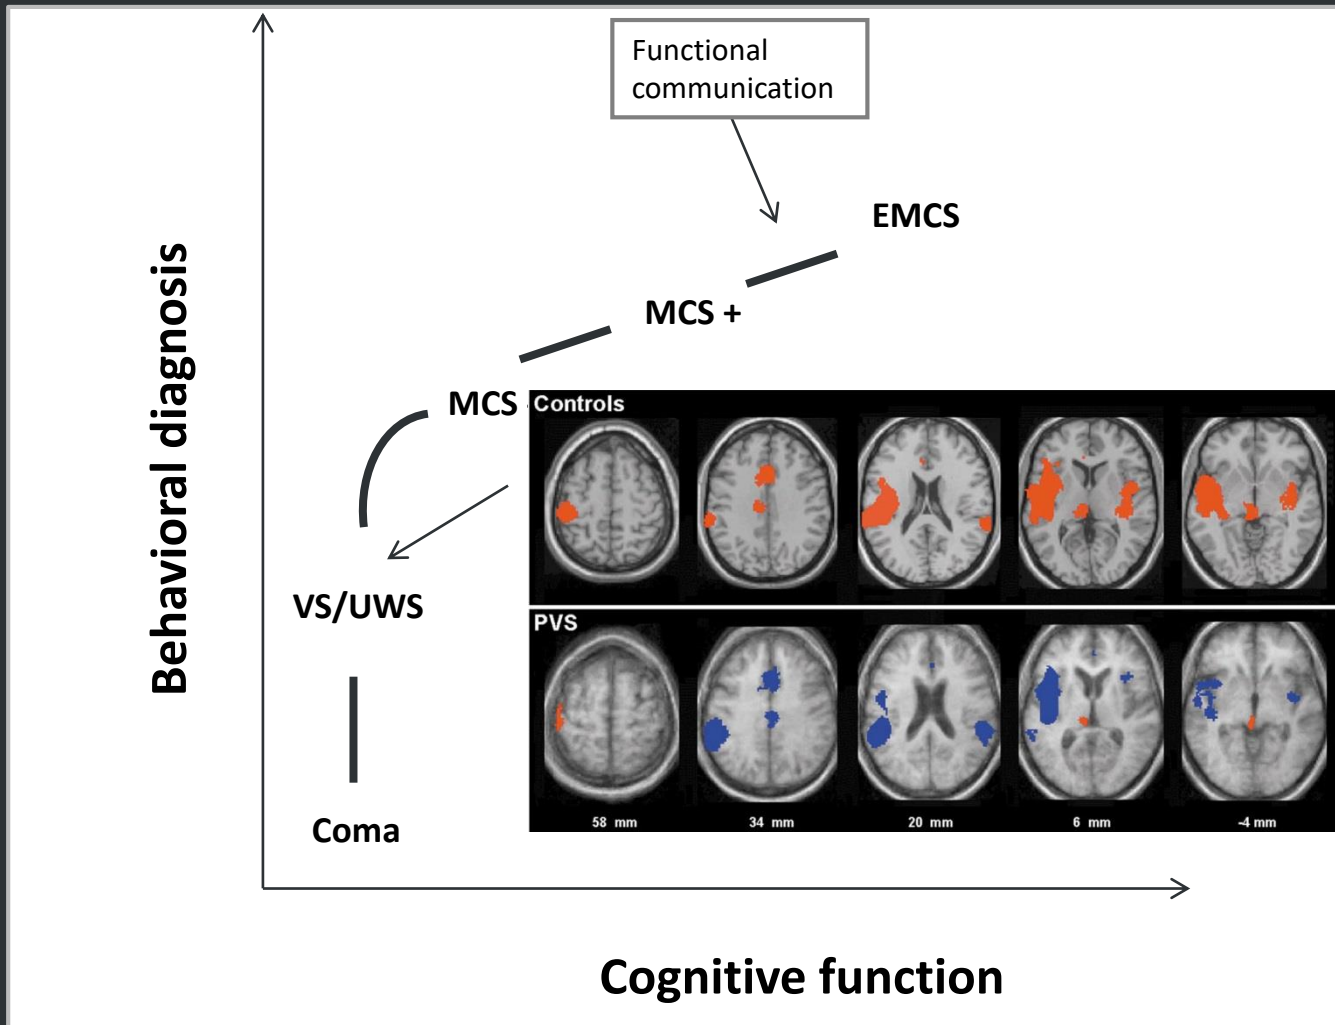 Functional
communication
EMCS
MCS +
MCS
Controls
PVS
VS/UWS
Coma
58 mm
34 mm
20 mm
6 mm
-4 mm
Behavioral diagnosis
Cognitive function